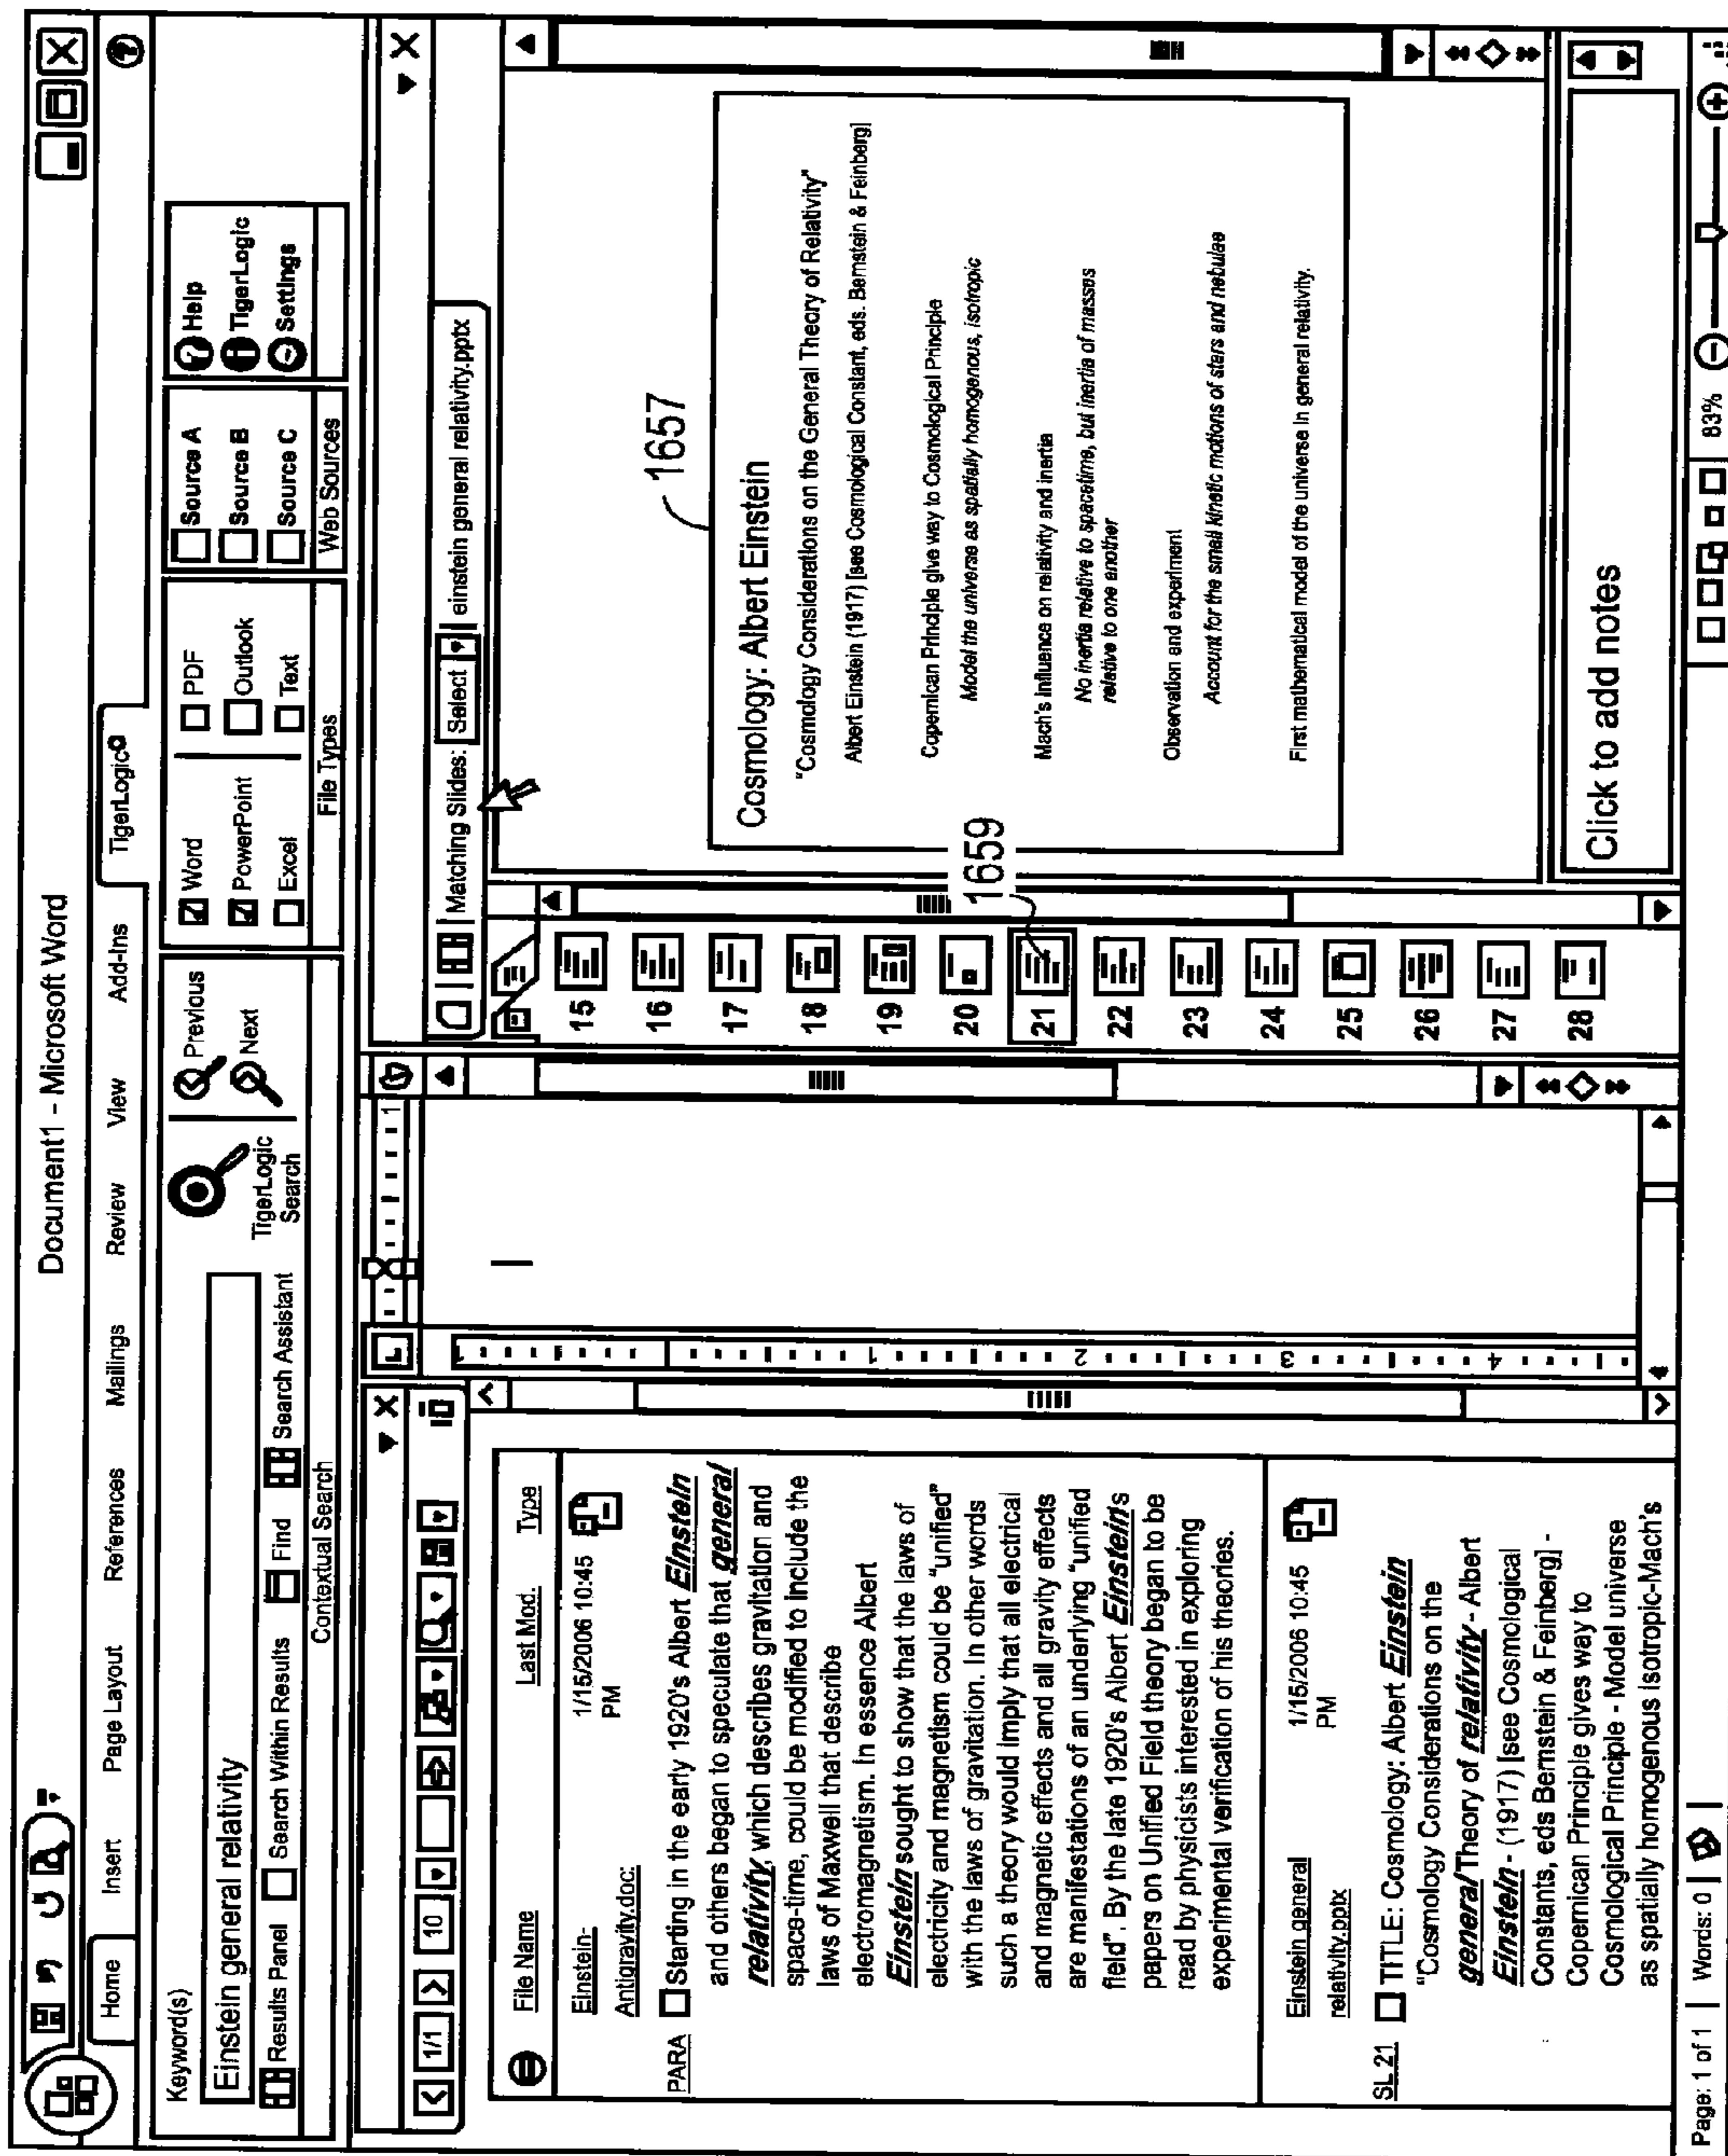 Document1 - Microsoft Word
Home Insert Page Layout References Mailings Review View Add-Ins TigerLogic
Keyword(s)
Einstein general relativity
Results Panel Search Within Results Find Search Assistant
TigerLogic
Search
Previous
Next
Contextual Search
Word
PowerPoint
Excel
PDF
Outlook
Text
File Types
Source A
Source B
Source C
Web Sources
Help
TigerLogic
Settings
1/1 10
File Name Last Mod. Type
Einstein-
Antigravity.doc:
1/15/2006 10:45
PM
PARA Starting in the early 1920's Albert Einstein
and others began to speculate that general
relativity, which describes gravitation and
space-time, could be modified to include the
laws of Maxwell that describe
electromagnetism. In essence Albert
Einstein sought to show that the laws of
electricity and magnetism could be "unified"
with the laws of gravitation. In other words
such a theory would imply that all electrical
and magnetic effects and all gravity effects
are manifestations of an underlying "unified
field". By the late 1920's Albert Einstein's
papers on Unified Field theory began to be
read by physicists interested in exploring
experimental verification of his theories.
Einstein general
relativity.pptx
1/15/2006 10:45
PM
SL 21 TITLE: Cosmology: Albert Einstein
"Cosmology Considerations on the
general Theory of relativity - Albert
Einstein - (1917) [see Cosmological
Constants, eds Bernstein & Feinberg] -
Copernican Principle gives way to
Cosmological Principle - Model universe
as spatially homogenous Isotropic-Mach's
L
1
1
1
2
3
4
Matching Slides: Select einstein general relativity.pptx
15
16
17
18
19
20
21
22
23
24
25
26
27
28
1659
1657
Cosmology: Albert Einstein
"Cosmology Considerations on the General Theory of Relativity"
Albert Einstein (1917) [see Cosmological Constant, eds. Bernstein & Feinberg]
Copernican Principle give way to Cosmological Principle
Model the universe as spatially homogenous, isotropic
Mach's influence on relativity and inertia
No inertia relative to spacetime, but inertia of masses
relative to one another
Observation and experiment
Account for the small kinetic motions of stars and nebulae
First mathematical model of the universe in general relativity.
Click to add notes
Page: 1 of 1 Words: 0 83%